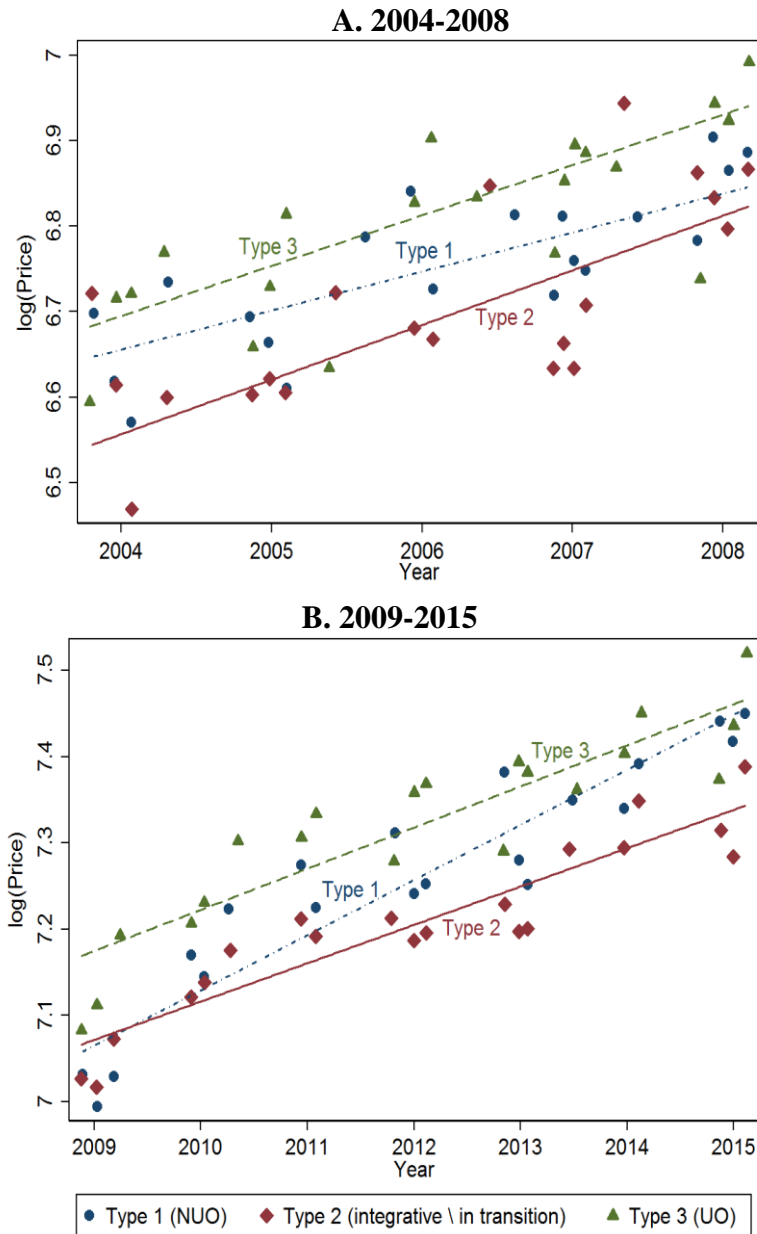 A. 2004-2008
7
6.9
6.8
6.7
6.6
6.5
log(Price)
Type 3
Type 1
Type 2
2004 2005 2006 2007 2008
Year
B. 2009-2015
7.5
7.4
7.3
7.2
7.1
7
log(Price)
Type 3
Type 1
Type 2
2009 2010 2011 2012 2013 2014 2015
Year
Type 1 (NUO) Type 2 (integrative \ in transition) Type 3 (UO)